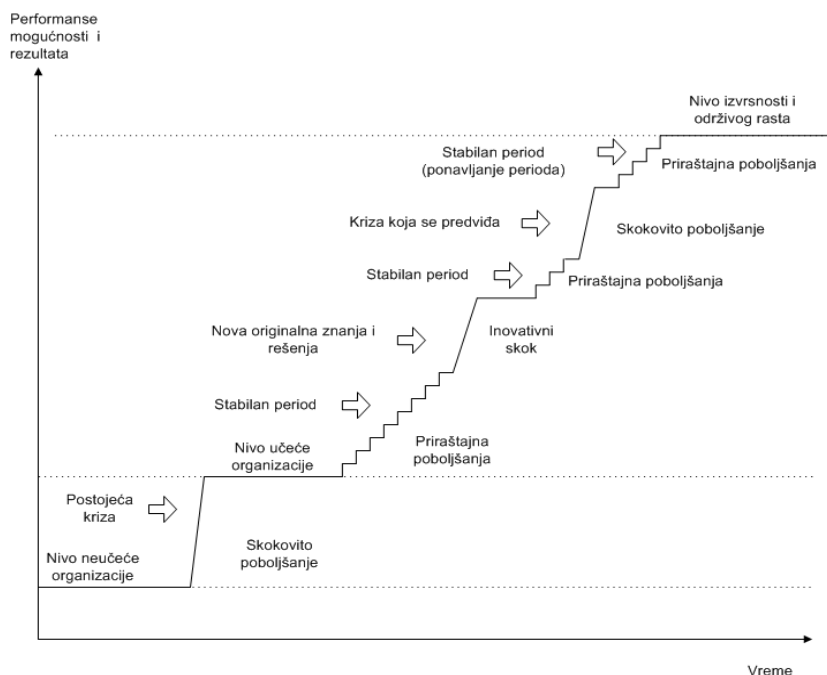 Performanse
mogućnosti i
rezultata
Nivo izvrsnosti i
održivog rasta
Stabilan period
(ponavljanje perioda)
Priraštajna poboljšanja
Kriza koja se predviđa
Skokovito poboljšanje
Stabilan period
Priraštajna poboljšanja
Nova originalna znanja i
rešenja
Inovativni
skok
Stabilan period
Nivo učeće
organizacije
Priraštajna
poboljšanja
Postojeća
kriza
Nivo neučeće
organizacije
Skokovito
poboljšanje
Vreme